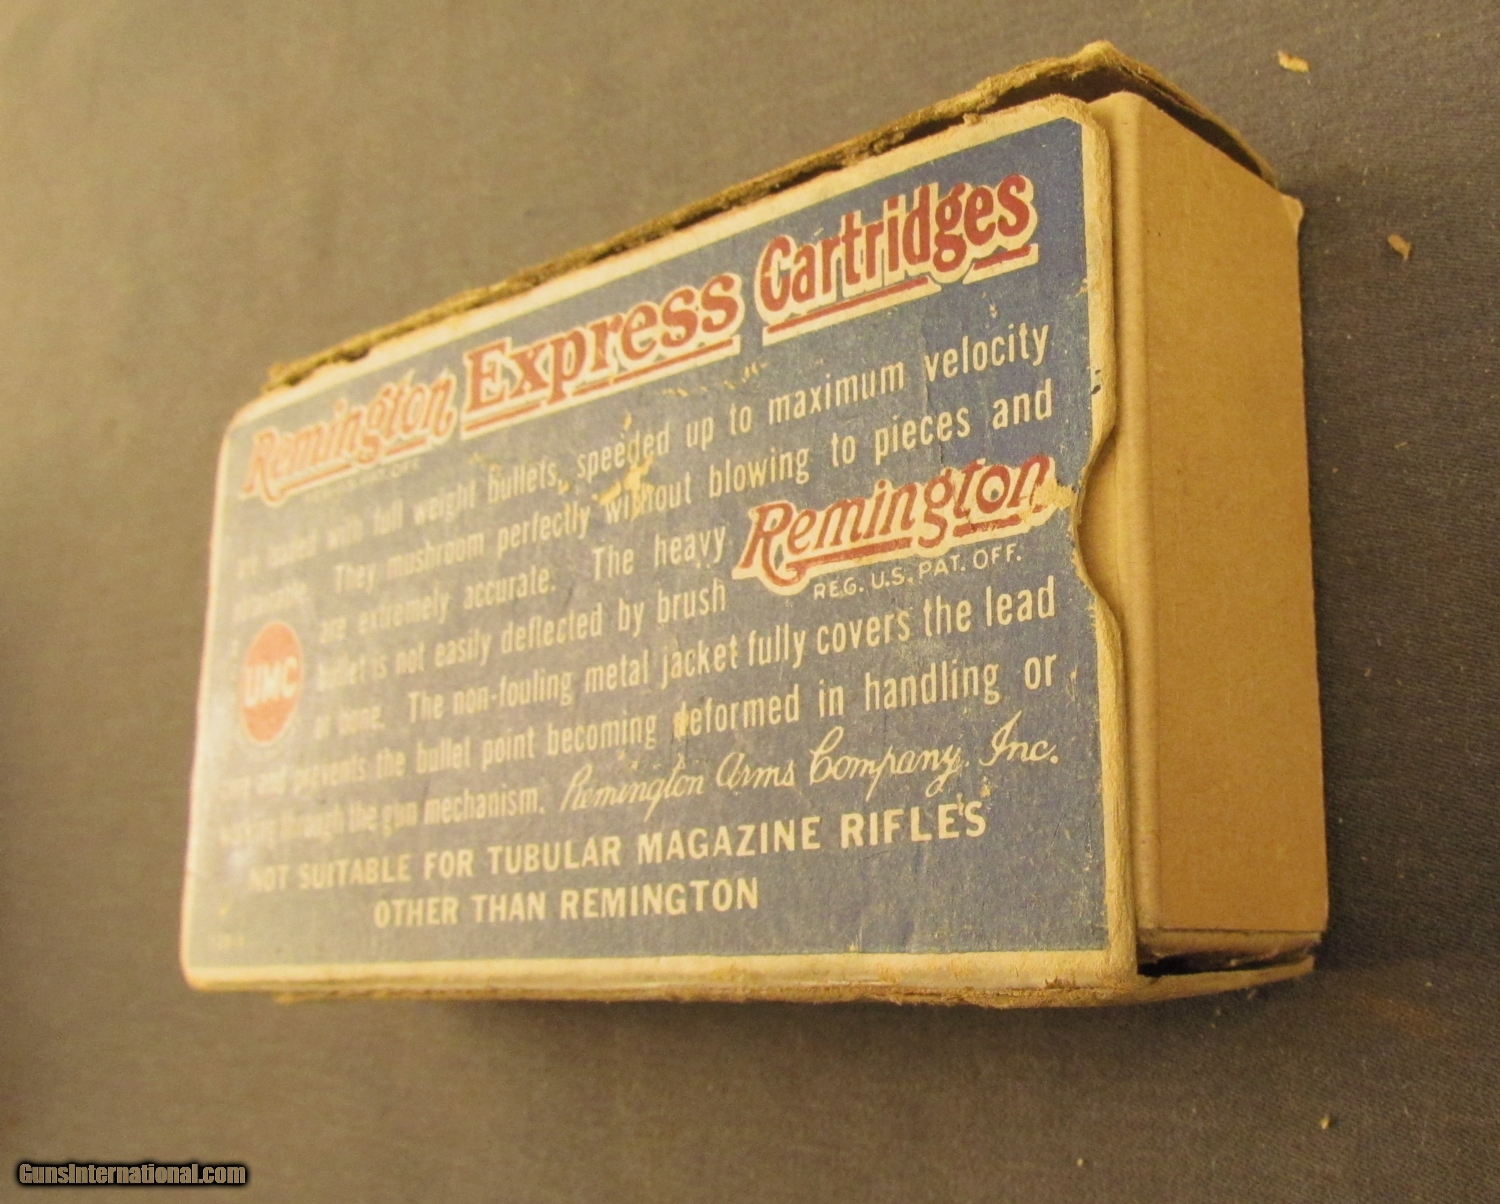 Remington Express Cartridges
are loaded with full weight bullets, speeded up to maximum velocity
They mushroom perfectly without blowing to pieces and
are extremely accurate. The heavy Remington
REG. U.S. PAT. OFF.
bullet is not easily deflected by brush
or bone. The non-fouling metal jacket fully covers the lead
core and prevents the bullet point becoming deformed in handling or
through the gun mechanism. Remington Arms Company, Inc.
UMC
NOT SUITABLE FOR TUBULAR MAGAZINE RIFLES
OTHER THAN REMINGTON
GunsInternational.com